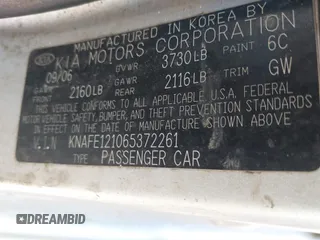 MANUFACTURED IN KOREA BY
KIA KIA MOTORS CORPORATION
09/06 GVWR 3730LB PAINT 6C
GAWR FRONT 2160LB GAWR REAR 2116LB TRIM GW
THIS VEHICLE CONFORMS TO ALL APPLICABLE U.S.A. FEDERAL
MOTOR VEHICLE SAFETY, BUMPER, AND THEFT PREVENTION STANDARDS
IN EFFECT ON THE DATE OF MANUFACTURE SHOWN ABOVE.
V.I.N KNAFE121065372261
TYPE PASSENGER CAR
DREAMBID